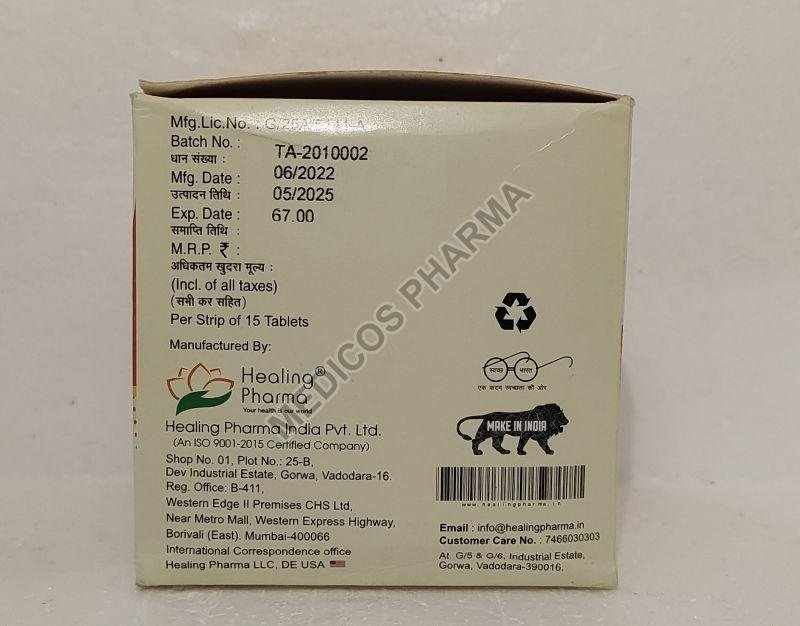 Mfg.Lic.No. :
Batch No. : TA-2010002
धान संख्या :
Mfg. Date : 06/2022
उत्पादन तिथि : 05/2025
Exp. Date : 67.00
समाप्ति तिथि :
M.R.P. ₹ :
अधिकतम खुदरा मूल्य :
(Incl. of all taxes)
(सभी कर सहित)
Per Strip of 15 Tablets
Manufactured By:
Healing®
Pharma
Your health is our world
Healing Pharma India Pvt. Ltd.
(An ISO 9001-2015 Certified Company)
Shop No. 01, Plot No.: 25-B,
Dev Industrial Estate, Gorwa, Vadodara-16.
Reg. Office: B-411,
Western Edge II Premises CHS Ltd,
Near Metro Mall, Western Express Highway,
Borivali (East). Mumbai-400066
International Correspondence office
Healing Pharma LLC, DE USA
स्वच्छ भारत
एक कदम स्वच्छता की ओर
MAKE IN INDIA
www.healingpharma.in
Email : info@healingpharma.in
Customer Care No. : 7466030303
At. G/5 & G/6, Industrial Estate,
Gorwa, Vadodara-390016.
MEDICOS PHARMA